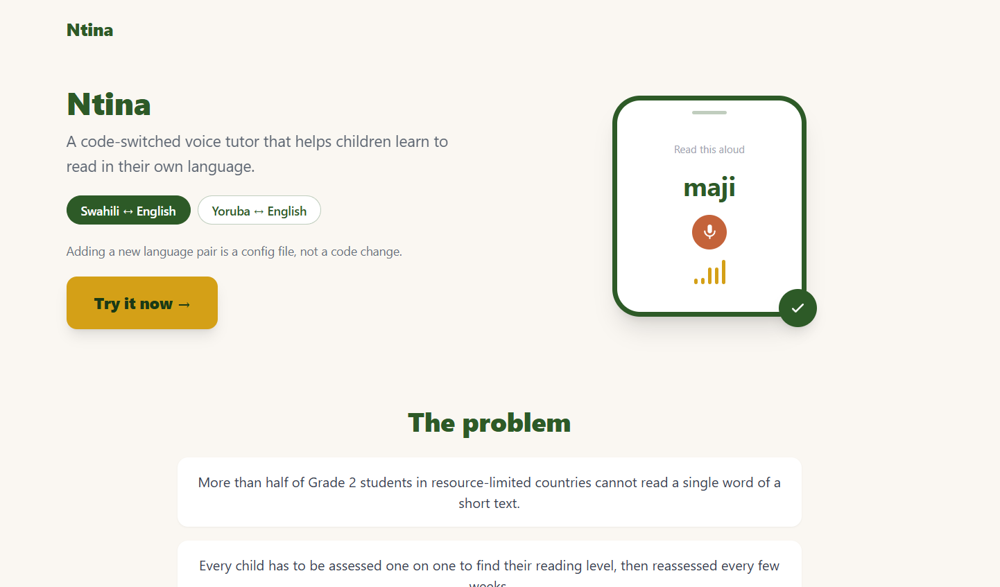 Ntina
Ntina
A code-switched voice tutor that helps children learn to
read in their own language.
Swahili ↔ English
Yoruba ↔ English
Adding a new language pair is a config file, not a code change.
Try it now →
Read this aloud
maji
The problem
More than half of Grade 2 students in resource-limited countries cannot read a single word of a
short text.
Every child has to be assessed one on one to find their reading level, then reassessed every few
weeks.